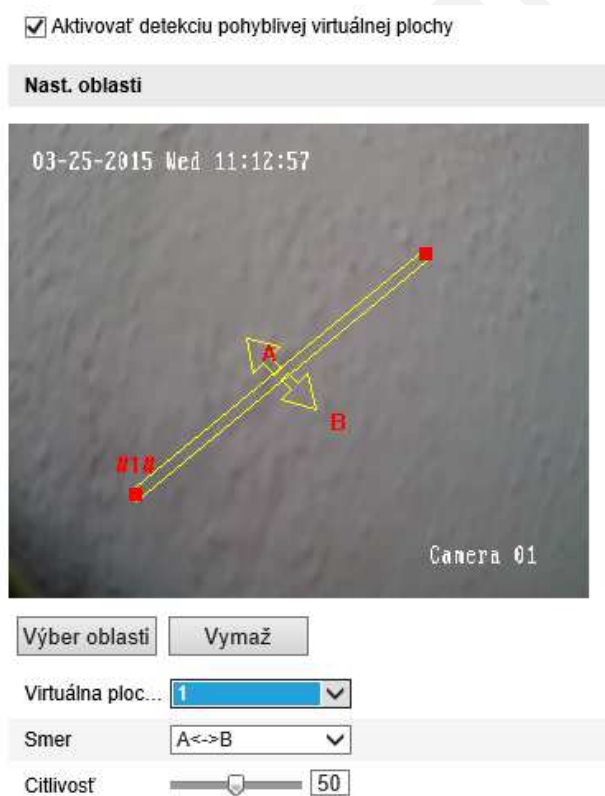 Aktivovať detekciu pohyblivej virtuálnej plochy
Nast. oblasti
03-25-2015 Wed 11:12:57
A
B
#1#
Camera 01
Výber oblasti Vymaž
Virtuálna ploc... 1
Smer A<->B
Citlivosť 50